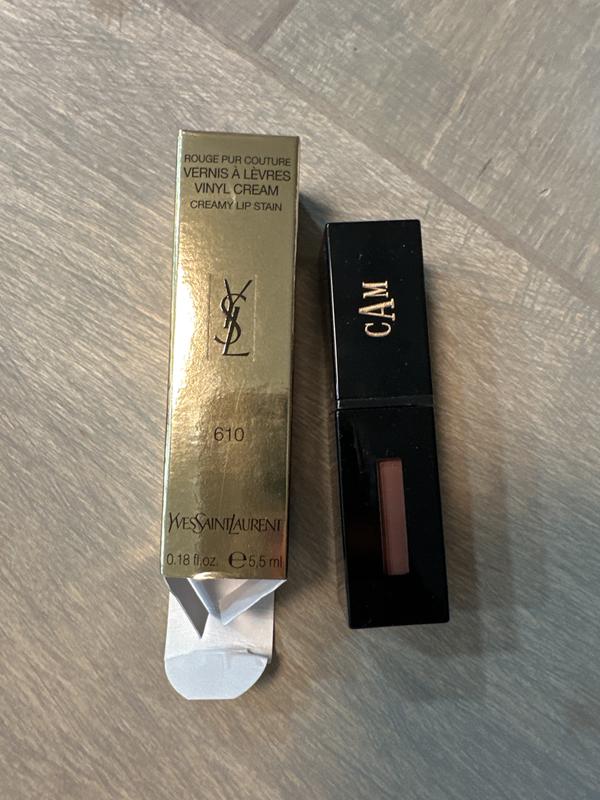 ROUGE PUR COUTURE
VERNIS À LÈVRES
VINYL CREAM
CREAMY LIP STAIN
YSL
610
YVESSAINTLAURENT
0.18 fl.oz. ℮ 5,5 ml
CAM